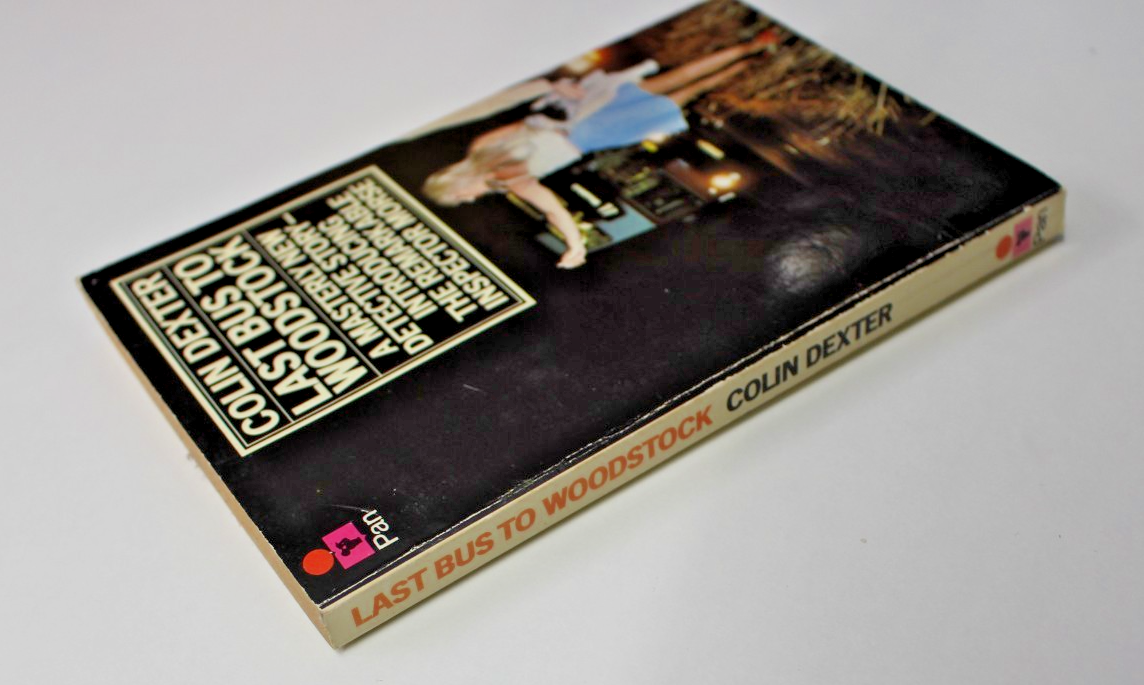 COLIN DEXTER
LAST BUS TO
WOODSTOCK
A MASTERLY NEW
DETECTIVE STORY—
INTRODUCING
THE REMARKABLE
INSPECTOR MORSE
Pan
LAST BUS TO WOODSTOCK COLIN DEXTER
Pan